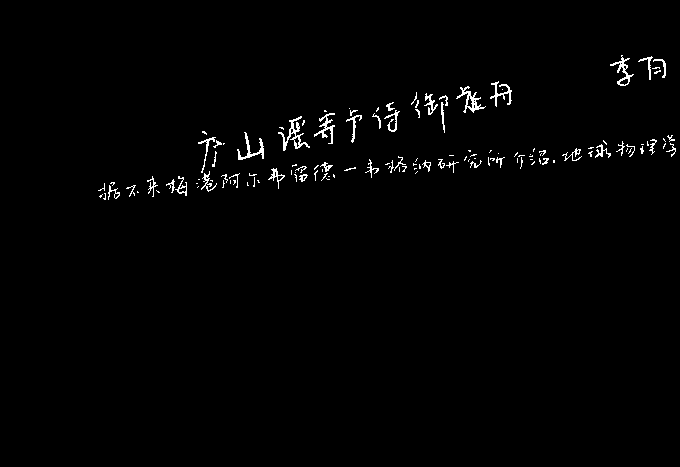 庐山谣寄卢侍御虚舟 李白
据不来梅港阿尔弗雷德一韦格纳研究所介绍,地球物理学